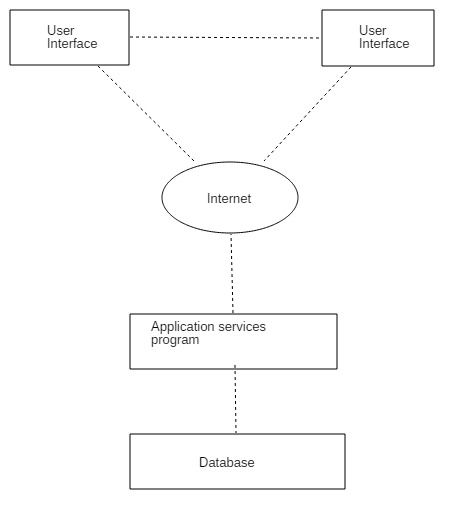 User
Interface
User
Interface
Internet
Application services
program
Database